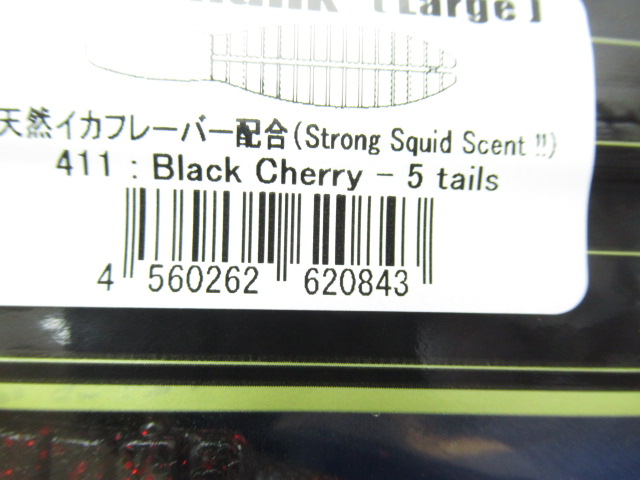 [Large]
天然イカフレーバー配合(Strong Squid Scent !!)
411 : Black Cherry - 5 tails
4 560262 620843